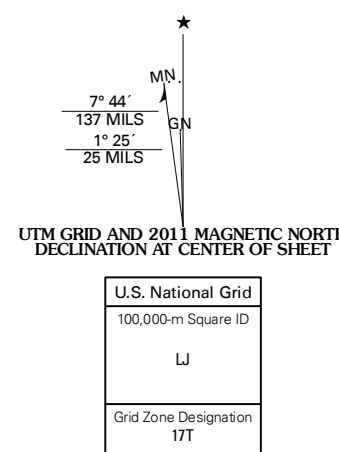 ★
MN
7° 44´
137 MILS
GN
1° 25´
25 MILS
UTM GRID AND 2011 MAGNETIC NORTH
DECLINATION AT CENTER OF SHEET
U.S. National Grid
100,000-m Square ID
LJ
Grid Zone Designation
17T